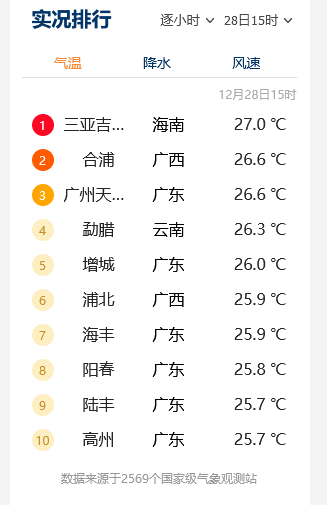 实况排行 逐小时 28日15时
气温 降水 风速
12月28日15时
1 三亚吉... 海南 27.0 ℃
2 合浦 广西 26.6 ℃
3 广州天... 广东 26.6 ℃
4 勐腊 云南 26.3 ℃
5 增城 广东 26.0 ℃
6 浦北 广西 25.9 ℃
7 海丰 广东 25.9 ℃
8 阳春 广东 25.8 ℃
9 陆丰 广东 25.7 ℃
10 高州 广东 25.7 ℃
数据来源于2569个国家级气象观测站